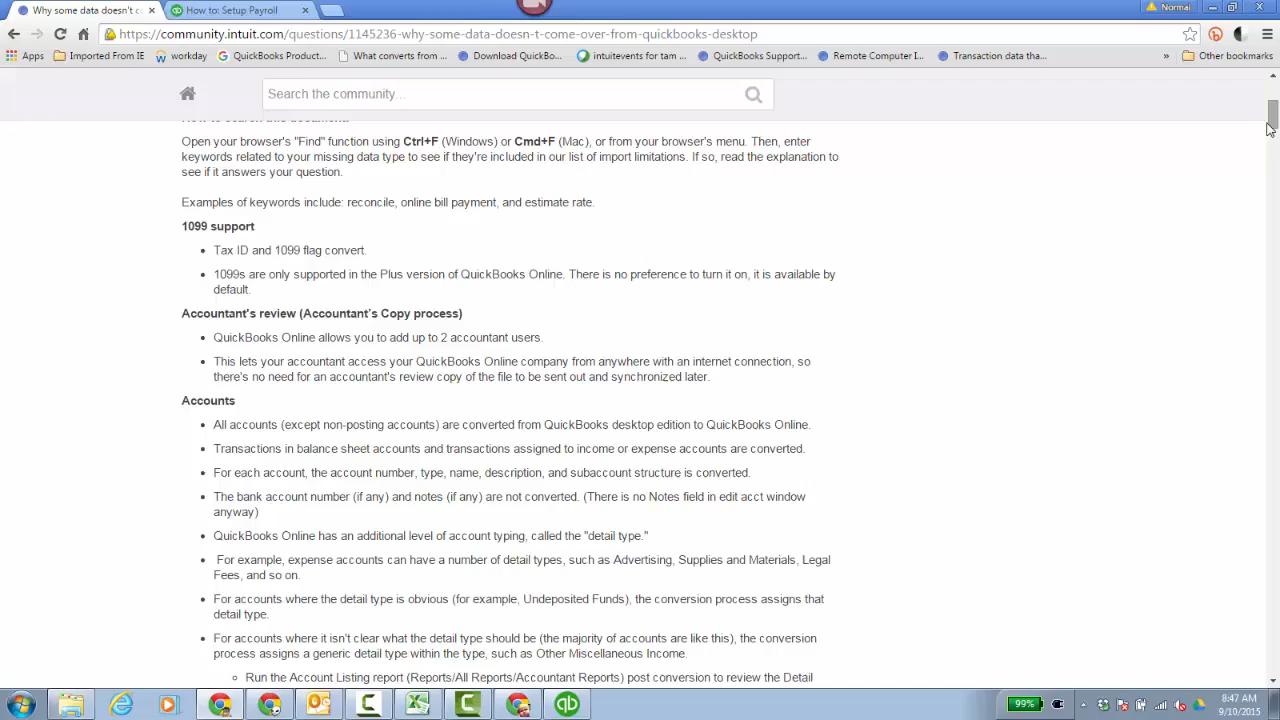 Why some data doesn't c
How to: Setup Payroll
Normal
https://community.intuit.com/questions/1145236-why-some-data-doesn-t-come-over-from-quickbooks-desktop
Apps
Imported From IE
workday
QuickBooks Product...
What converts from ...
Download QuickBo...
intuitevents for tam ...
QuickBooks Support...
Remote Computer I...
Transaction data tha...
»
Other bookmarks
Search the community...
How to search this document
Open your browser's "Find" function using Ctrl+F (Windows) or Cmd+F (Mac), or from your browser's menu. Then, enter
keywords related to your missing data type to see if they're included in our list of import limitations. If so, read the explanation to
see if it answers your question.
Examples of keywords include: reconcile, online bill payment, and estimate rate.
1099 support
• Tax ID and 1099 flag convert.
• 1099s are only supported in the Plus version of QuickBooks Online. There is no preference to turn it on, it is available by
default.
Accountant's review (Accountant's Copy process)
• QuickBooks Online allows you to add up to 2 accountant users.
• This lets your accountant access your QuickBooks Online company from anywhere with an internet connection, so
there's no need for an accountant's review copy of the file to be sent out and synchronized later.
Accounts
• All accounts (except non-posting accounts) are converted from QuickBooks desktop edition to QuickBooks Online.
• Transactions in balance sheet accounts and transactions assigned to income or expense accounts are converted.
• For each account, the account number, type, name, description, and subaccount structure is converted.
• The bank account number (if any) and notes (if any) are not converted. (There is no Notes field in edit acct window
anyway)
• QuickBooks Online has an additional level of account typing, called the "detail type."
• For example, expense accounts can have a number of detail types, such as Advertising, Supplies and Materials, Legal
Fees, and so on.
• For accounts where the detail type is obvious (for example, Undeposited Funds), the conversion process assigns that
detail type.
• For accounts where it isn't clear what the detail type should be (the majority of accounts are like this), the conversion
process assigns a generic detail type within the type, such as Other Miscellaneous Income.
Run the Account Listing report (Reports/All Reports/Accountant Reports) post conversion to review the Detail
99%
8:47 AM
9/10/2015